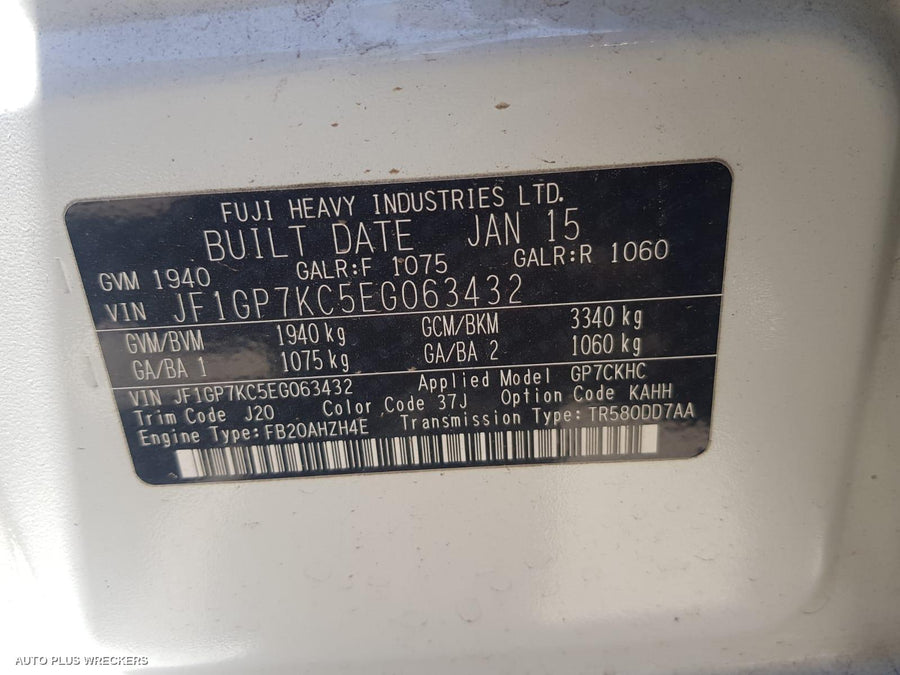 FUJI HEAVY INDUSTRIES LTD.
BUILT DATE JAN 15
GVM 1940 GALR:F 1075 GALR:R 1060
VIN JF1GP7KC5EG063432
GVM/BVM 1940 kg GCM/BKM 3340 kg
GA/BA 1 1075 kg GA/BA 2 1060 kg
VIN JF1GP7KC5EG063432 Applied Model GP7CKHC
Trim Code J20 Color Code 37J Option Code KAHH
Engine Type:FB20AHZH4E Transmission Type:TR580DD7AA
AUTO PLUS WRECKERS